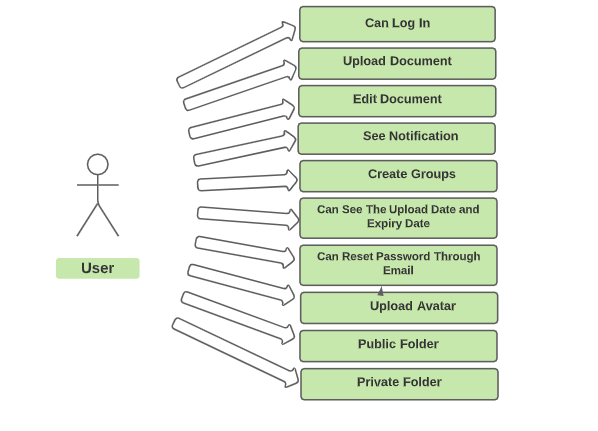 Can Log In
Upload Document
Edit Document
See Notification
Create Groups
Can See The Upload Date and
Expiry Date
Can Reset Password Through
Email
User
Upload Avatar
Public Folder
Private Folder